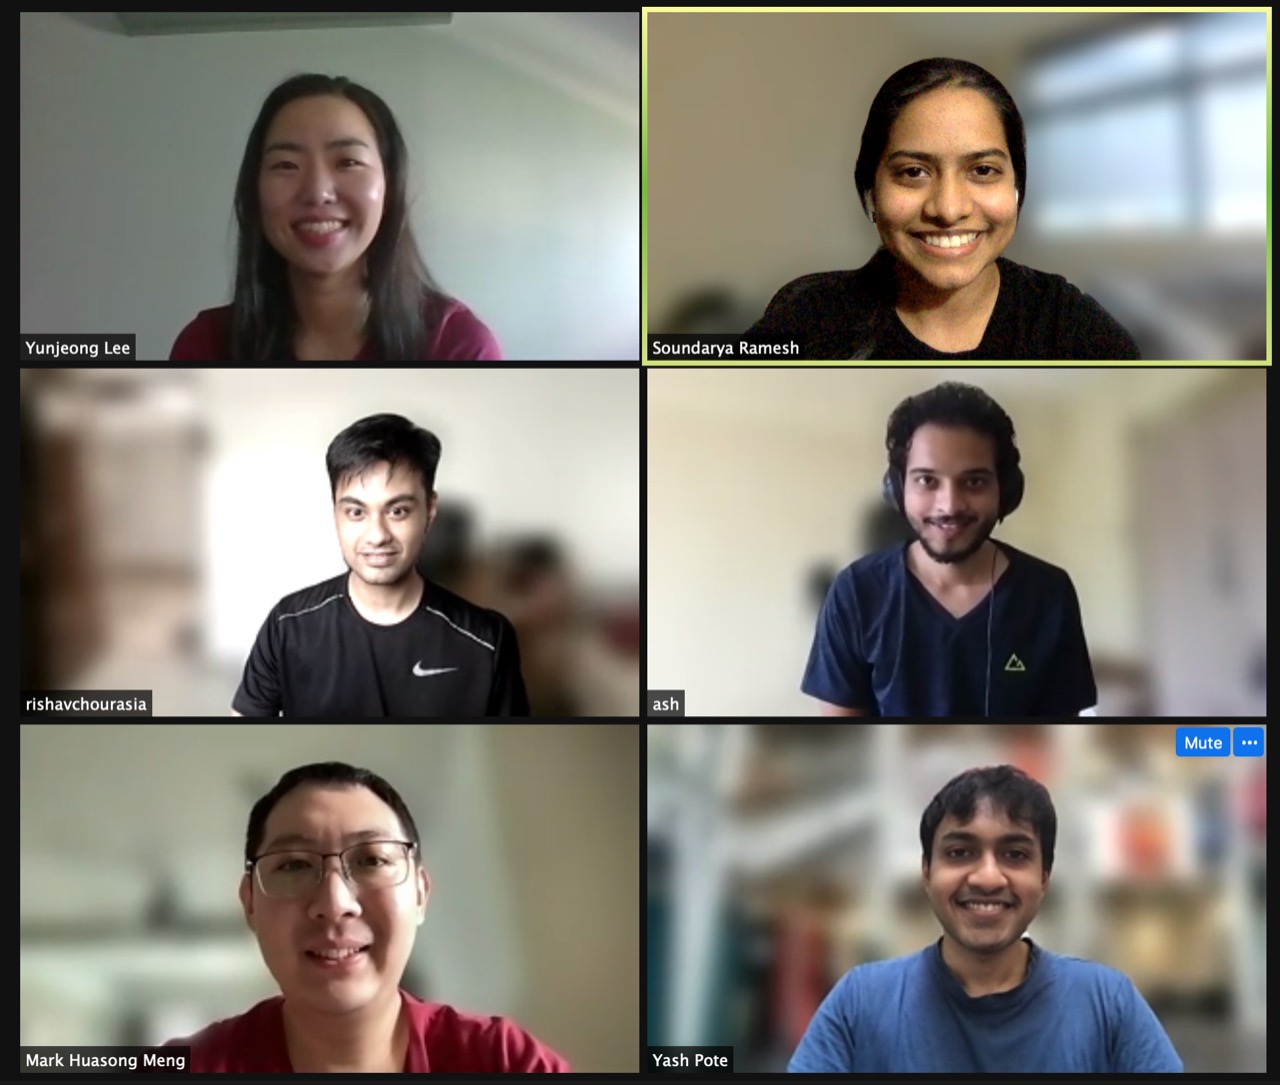 Yunjeong Lee
Soundarya Ramesh
rishavchourasia
ash
Mute ...
Mark Huasong Meng
Yash Pote